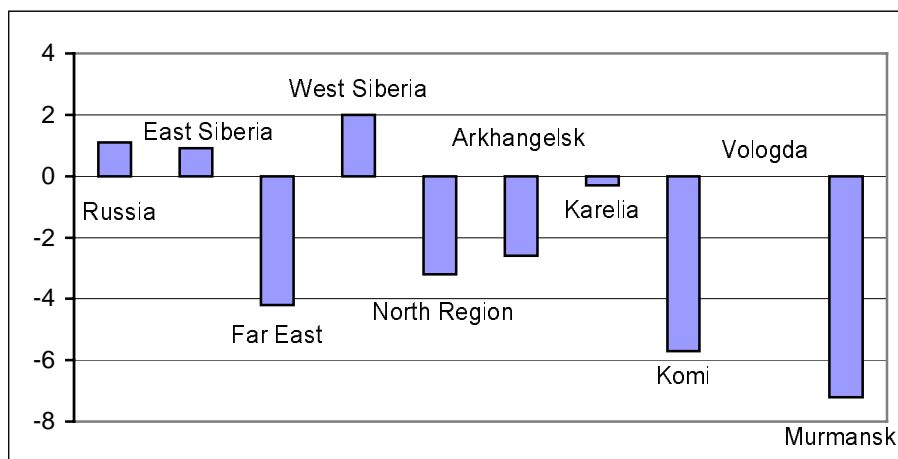 4
West Siberia
2
East Siberia
Arkhangelsk
Vologda
0
Russia
Karelia
-2
-4
North Region
Far East
-6
Komi
-8
Murmansk